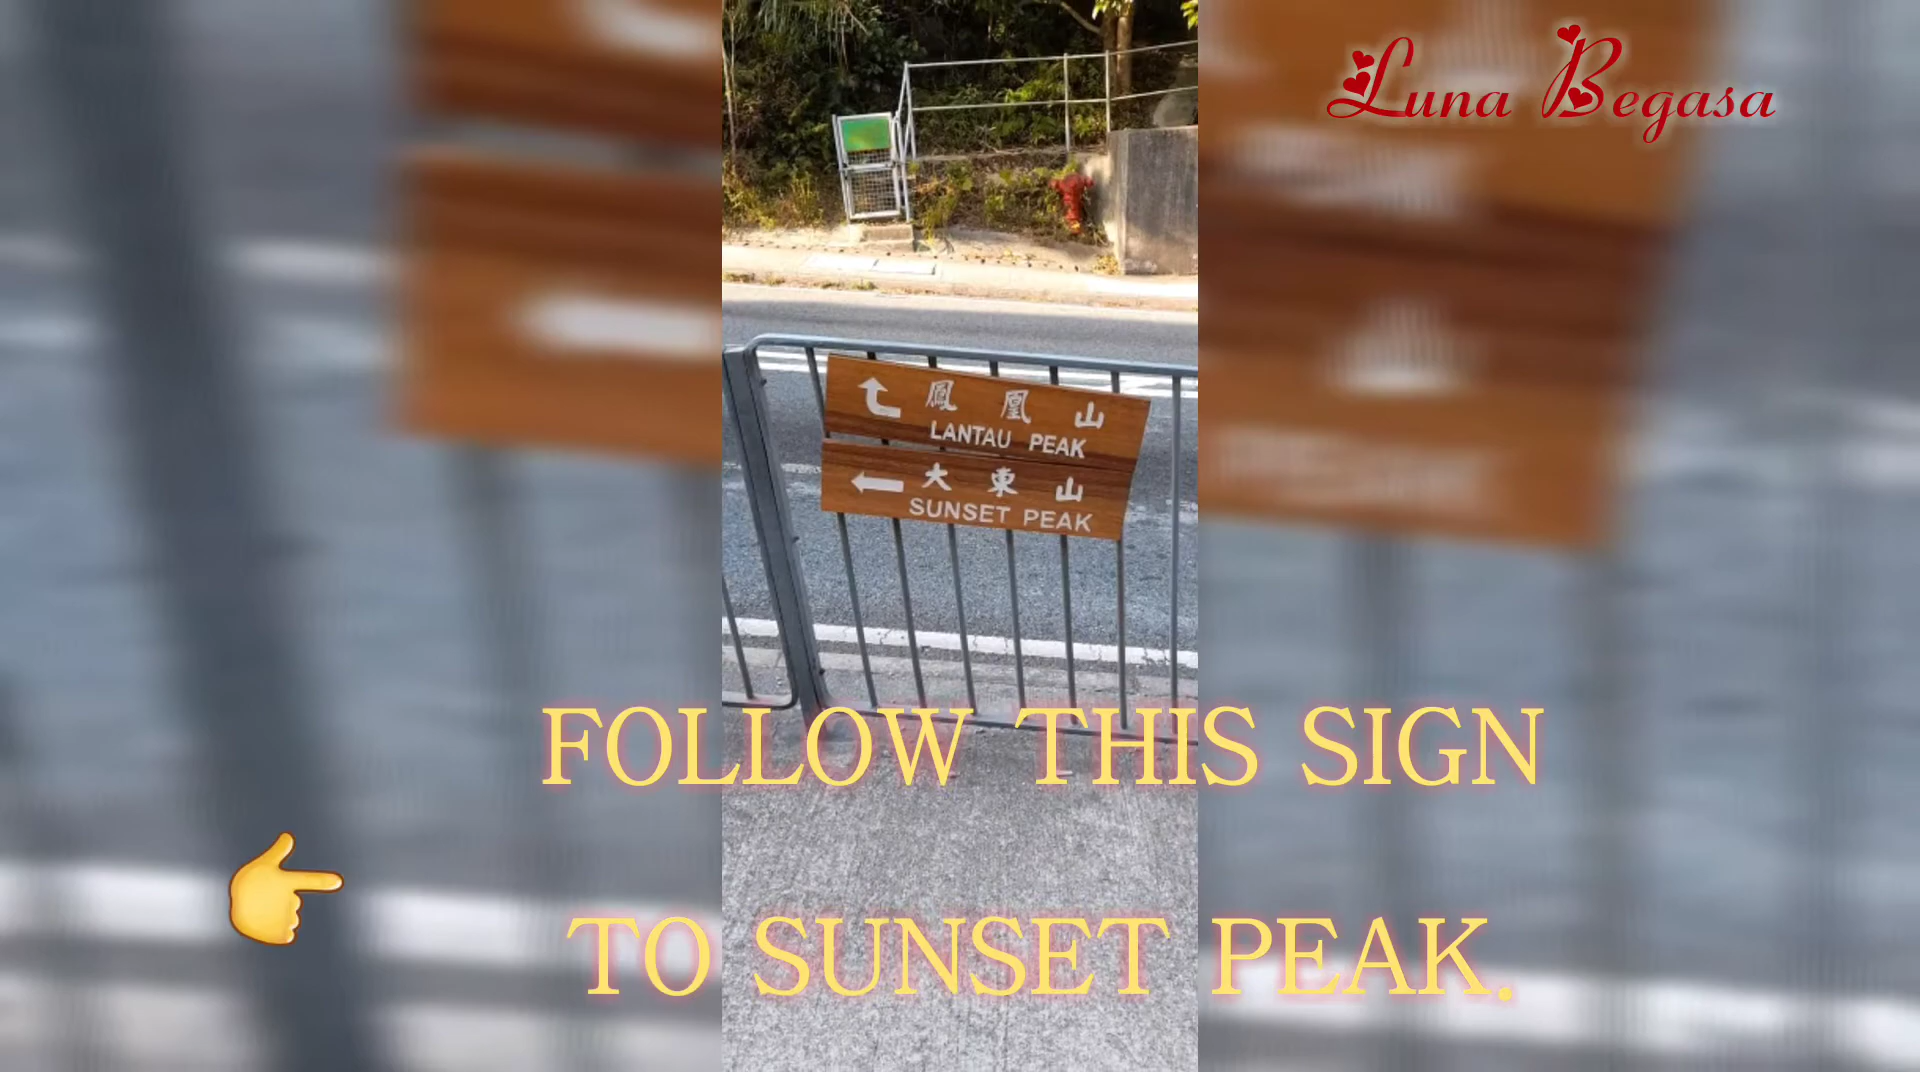 Luna Begasa
鳳凰山
LANTAU PEAK
大東山
SUNSET PEAK
FOLLOW THIS SIGN
TO SUNSET PEAK.